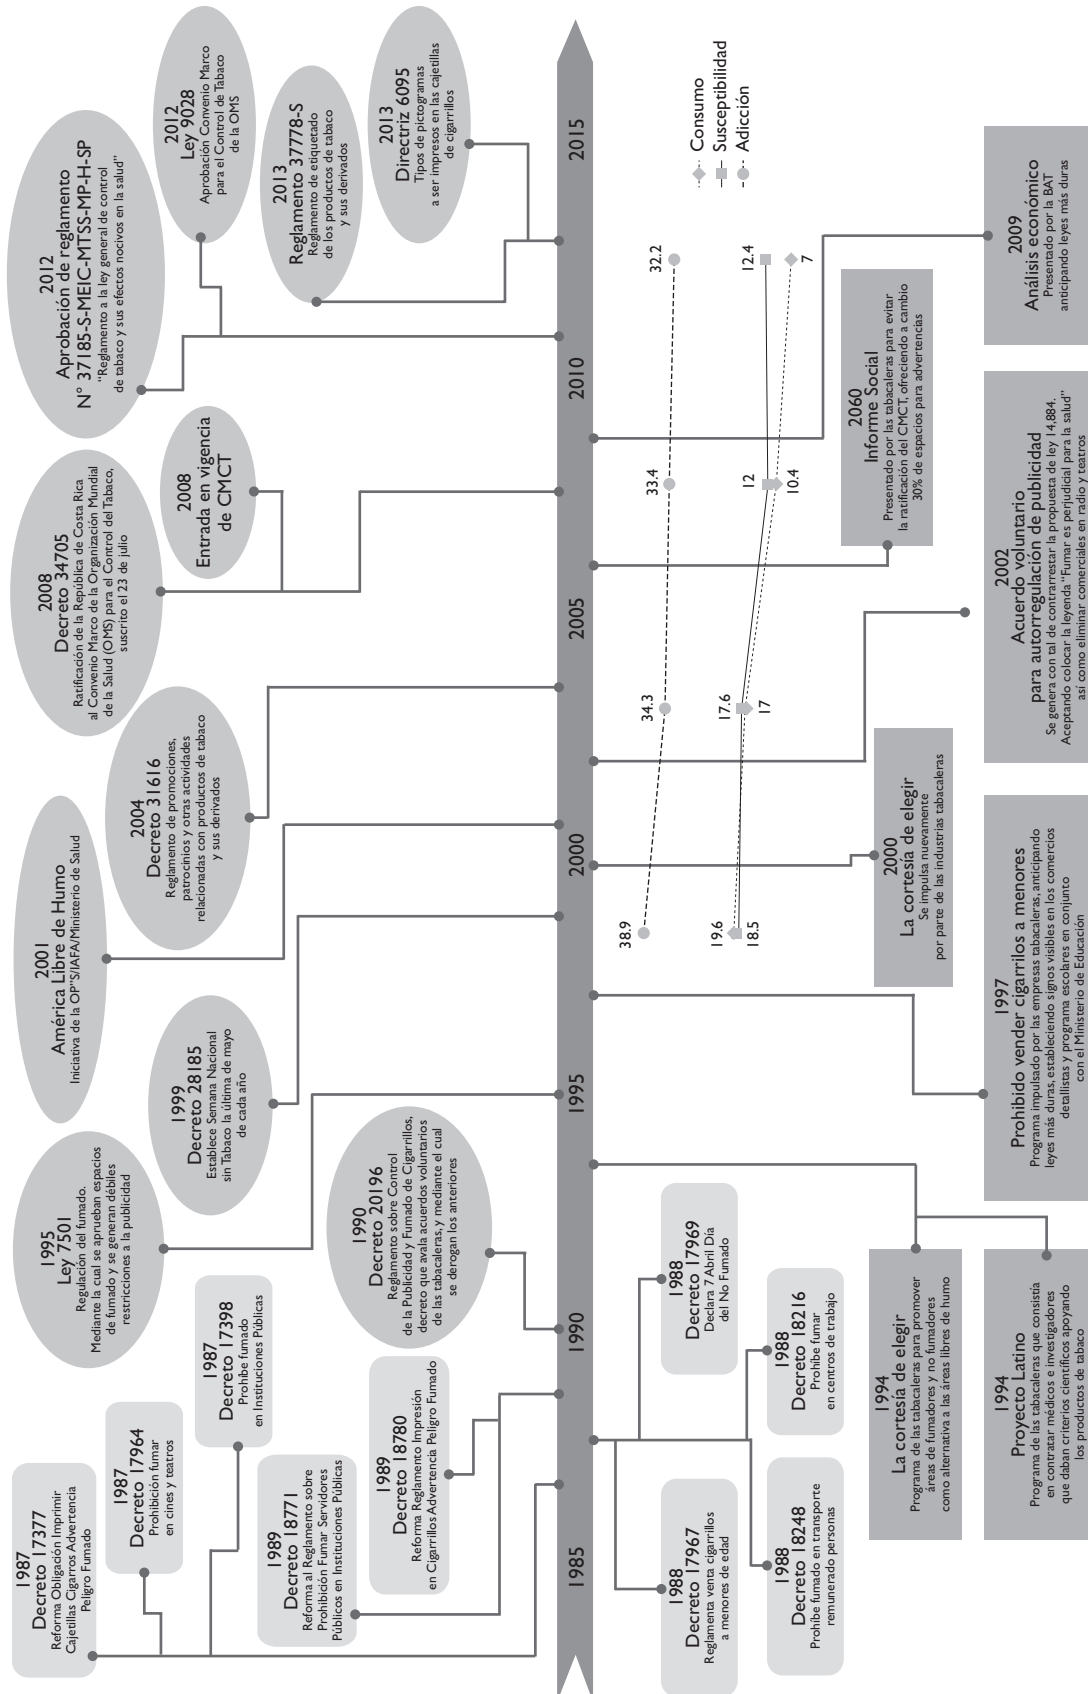 1987
Decreto 17377
Reforma Obligación Imprimir
Cajetillas Cigarros Advertencia
Peligro Fumado
1987
Decreto 17964
Prohibición fumar
en cines y teatros
1987
Decreto 17398
Prohibe fumado
en Instituciones Públicas
1989
Decreto 18771
Reforma al Reglamento sobre
Prohibición Fumar Servidores
Públicos en Instituciones Públicas
1989
Decreto 18780
Reforma Reglamento Impresión
en Cigarrillos Advertencia Peligro Fumado
1995
Ley 7501
Regulación del fumado.
Mediante la cual se aprueban espacios
de fumado y se generan débiles
restricciones a la publicidad
1990
Decreto 20196
Reglamento sobre Control
de la Publicidad y Fumado de Cigarrillos,
decreto que avala acuerdos voluntarios
de las tabacaleras, y mediante el cual
se derogan los anteriores
1999
Decreto 28185
Establece Semana Nacional
sin Tabaco la última de mayo
de cada año
2001
América Libre de Humo
Iniciativa de la OP"S/IAFA/Ministerio de Salud
2004
Decreto 31616
Reglamento de promociones,
patrocinios y otras actividades
relacionadas con productos de tabaco
y sus derivados
2008
Decreto 34705
Ratificación de la República de Costa Rica
al Convenio Marco de la Organización Mundial
de la Salud (OMS) para el Control del Tabaco,
suscrito el 23 de julio
2008
Entrada en vigencia
de CMCT
2012
Aprobación de reglamento
N° 37185-S-MEIC-MTSS-MP-H-SP
"Reglamento a la ley general de control
de tabaco y sus efectos nocivos en la salud"
2012
Ley 9028
Aprobación Convenio Marco
para el Control de Tabaco
de la OMS
2013
Reglamento 37778-S
Reglamento de etiquetado
de los productos de tabaco
y sus derivados
2013
Directriz 6095
Tipos de pictogramas
a ser impresos en las cajetillas
de cigarrillos
1985
1990
1995
2000
2005
2010
2015
1988
Decreto 17967
Reglamenta venta cigarrillos
a menores de edad
1988
Decreto 17969
Declara 7 Abril Día
del No Fumado
1988
Decreto 18248
Prohíbe fumado en transporte
remunerado personas
1988
Decreto 18216
Prohibe fumar
en centros de trabajo
38.9
34.3
33.4
32.2
19.6
18.5
17.6
17
12
10.4
12.4
7
Consumo
Susceptibilidad
Adicción
1994
La cortesía de elegir
Programa de las tabacaleras para promover
áreas de fumadores y no fumadores
como alternativa a las áreas libres de humo
1994
Proyecto Latino
Programa de las tabacaleras que consistía
en contratar médicos e investigadores
que daban criterios científicos apoyando
los productos de tabaco
1997
Prohibido vender cigarrilos a menores
Programa impulsado por las empresas tabacaleras, anticipando
leyes más duras, estableciendo signos visibles en los comercios
detallistas y programa escolares en conjunto
con el Ministerio de Educación
2000
La cortesía de elegir
Se impulsa nuevamente
por parte de las industrias tabacaleras
2002
Acuerdo voluntario
para autorregulación de publicidad
Se genera con tal de contrarrestar la propuesta de ley 14,884.
Aceptando colocar la leyenda "Fumar es perjudicial para la salud"
así como eliminar comerciales en radio y teatros
2060
Informe Social
Presentado por las tabacaleras para evitar
la ratificación del CMCT, ofreciendo a cambio
30% de espacios para advertencias
2009
Análisis económico
Presentado por la BAT
anticipando leyes más duras